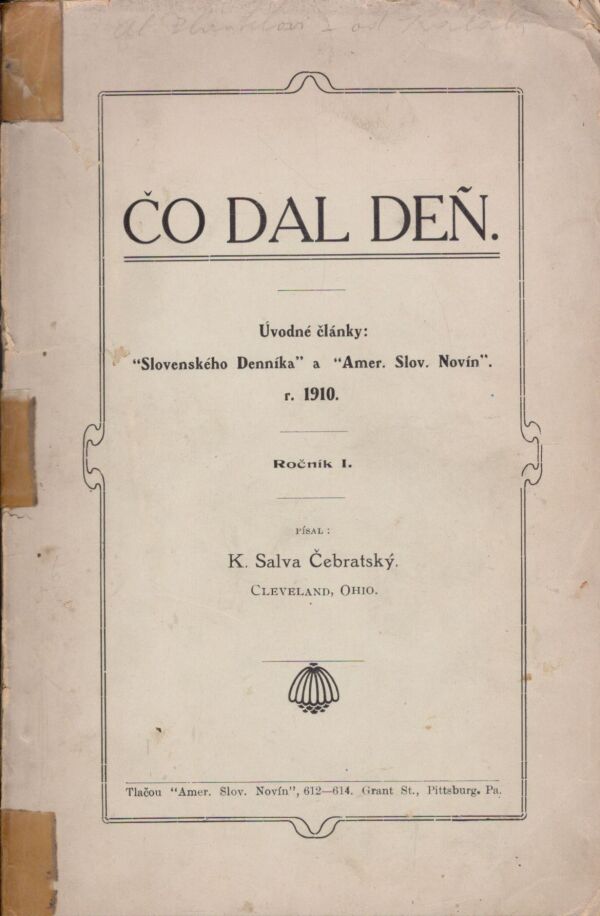 ČO DAL DEÑ.
Úvodné články:
“Slovenského Denníka” a “Amer. Slov. Novín”.
r. 1910.
Ročník I.
PÍSAL :
K. Salva Čebratský.
CLEVELAND, OHIO.
Tlačou “Amer. Slov. Novín”, 612—614. Grant St., Pittsburg. Pa.